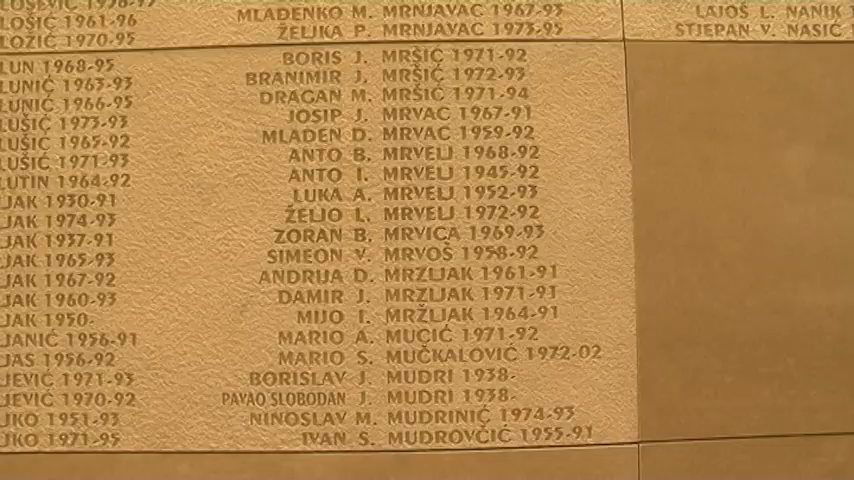 LOŠEVIĆ
LOŠIĆ 1961-96
LOŽIĆ 1970-95
LUN 1968-95
LUNIĆ 1963-93
LUNIĆ 1966-95
LUŠIĆ 1973-93
LUŠIĆ 1965-92
LUŠIĆ 1971-93
LUTIN 1964-92
JAK 1930-91
JAK 1974-93
JAK 1937-91
JAK 1965-93
JAK 1967-92
JAK 1960-93
JAK 1950-
JANIĆ 1956-91
JAS 1956-92
JEVIĆ 1971-93
JEVIĆ 1970-92
JKO 1951-93
JKO 1971-95
MLADENKO M. MRNJAVAC 1967-93
ŽELJKA P. MRNJAVAC 1973-95
BORIS J. MRŠIĆ 1971-92
BRANIMIR J. MRŠIĆ 1972-93
DRAGAN M. MRŠIĆ 1971-94
JOSIP J. MRVAC 1967-91
MLADEN D. MRVAC 1959-92
ANTO B. MRVELJ 1968-92
ANTO I. MRVELJ 1945-92
LUKA A. MRVELJ 1952-93
ŽELJO L. MRVELJ 1972-92
ZORAN B. MRVICA 1969-93
SIMEON V. MRVOŠ 1958-92
ANDRIJA D. MRZLJAK 1961-91
DAMIR J. MRZLJAK 1971-91
MIJO I. MRŽLJAK 1964-91
MARIO A. MUCIĆ 1971-92
MARIO S. MUČKALOVIĆ 1972-02
BORISLAV J. MUDRI 1938-
PAVAO SLOBODAN J. MUDRI 1938-
NINOSLAV M. MUDRINIĆ 1974-93
IVAN S. MUDROVČIĆ 1955-91
LAJOŠ L. NANIK
STJEPAN V. NASIĆ